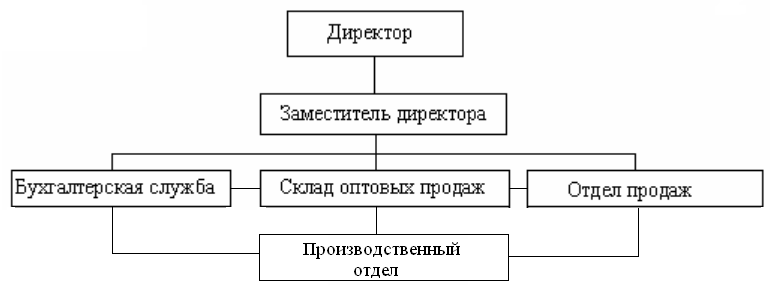 Директор
Заместитель директора
Бухгалтерская служба
Склад оптовых продаж
Отдел продаж
Производственный
отдел